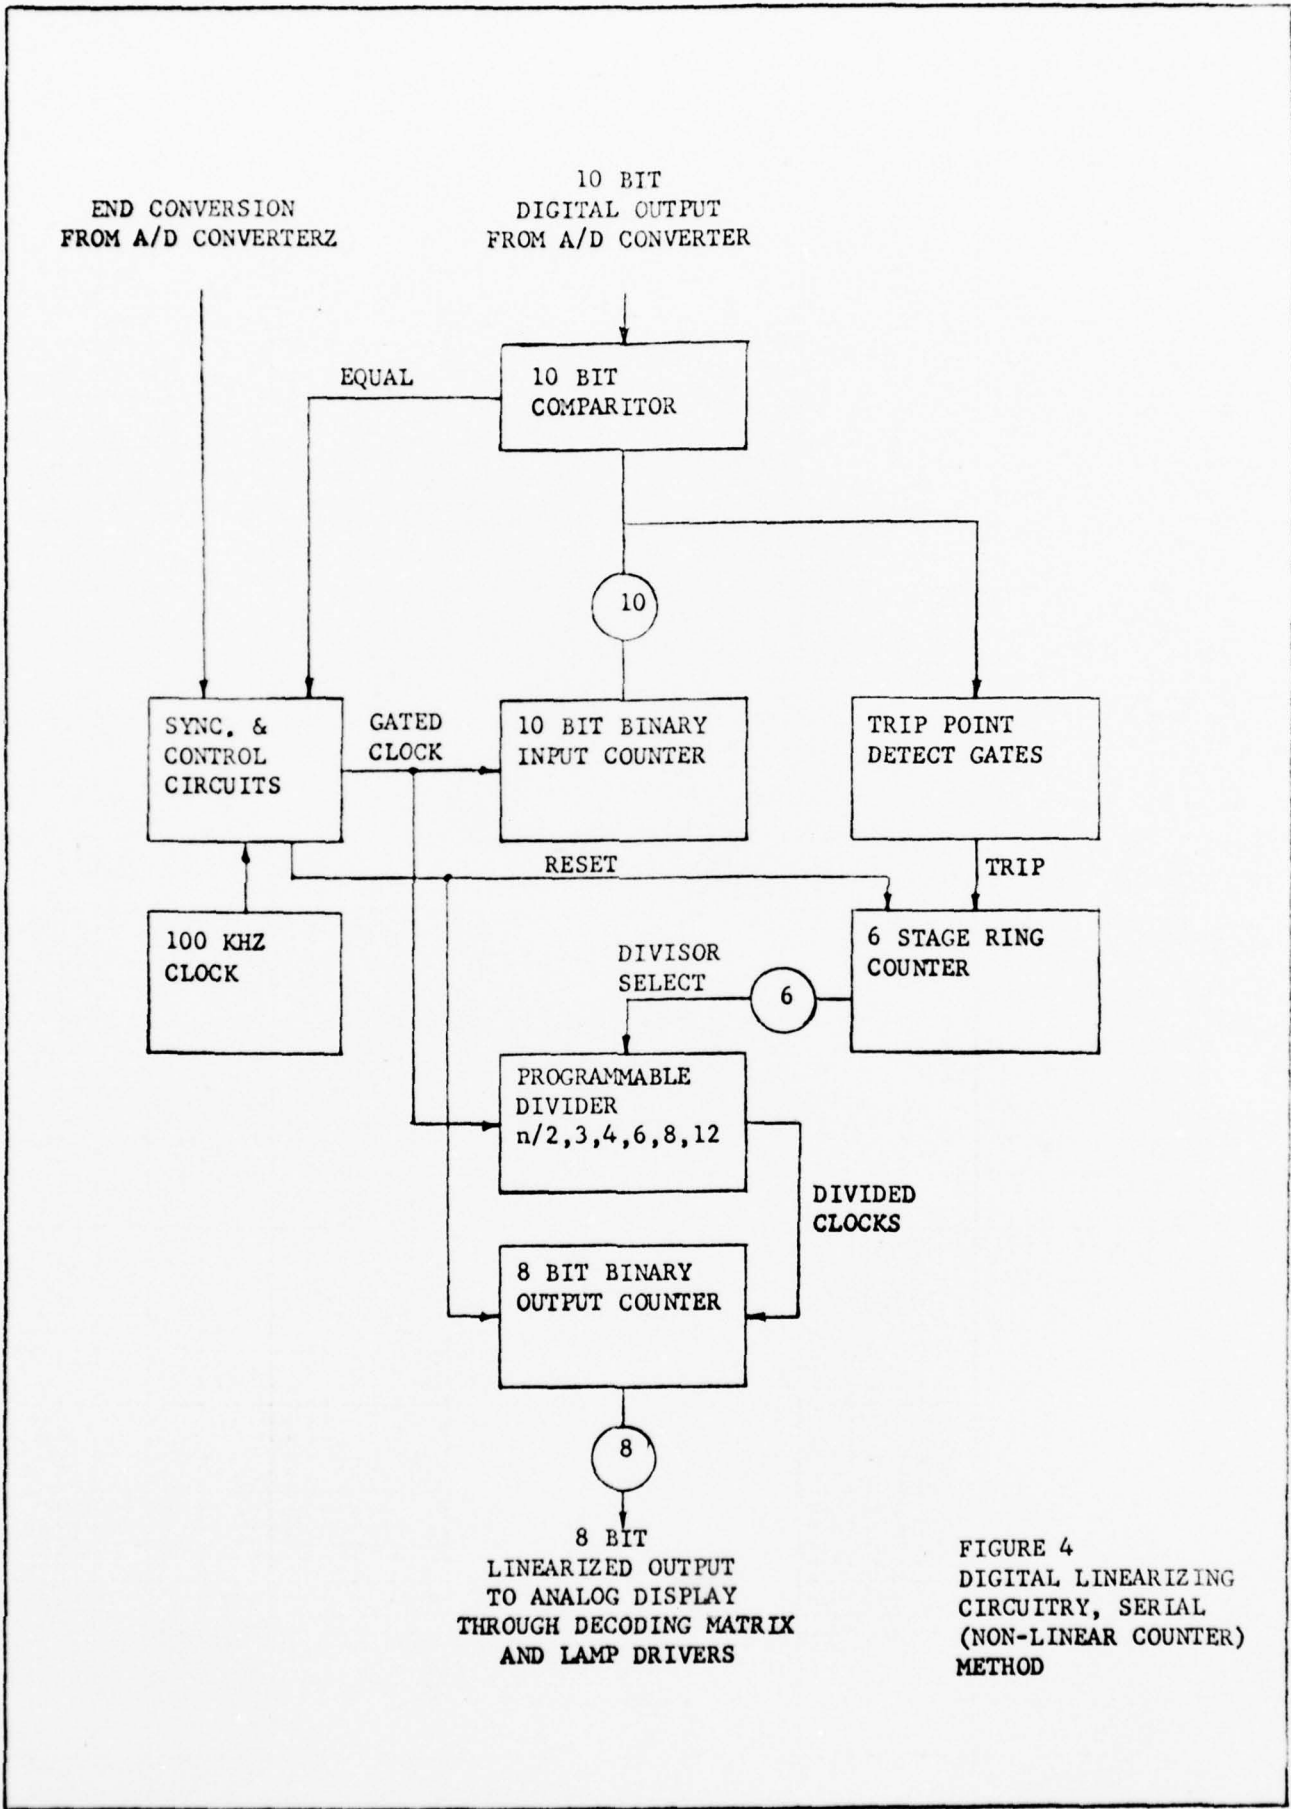 10 BIT
DIGITAL OUTPUT
FROM A/D CONVERTER
END CONVERSION
FROM A/D CONVERTERZ
EQUAL
10 BIT
COMPARITOR
10
SYNC. &
CONTROL
CIRCUITS
GATED
CLOCK
10 BIT BINARY
INPUT COUNTER
TRIP POINT
DETECT GATES
RESET
TRIP
100 KHZ
CLOCK
6 STAGE RING
COUNTER
DIVISOR
SELECT
6
PROGRAMMABLE
DIVIDER
n/2,3,4,6,8,12
DIVIDED
CLOCKS
8 BIT BINARY
OUTPUT COUNTER
8
8 BIT
LINEARIZED OUTPUT
TO ANALOG DISPLAY
THROUGH DECODING MATRIX
AND LAMP DRIVERS
FIGURE 4
DIGITAL LINEARIZING
CIRCUITRY, SERIAL
(NON-LINEAR COUNTER)
METHOD